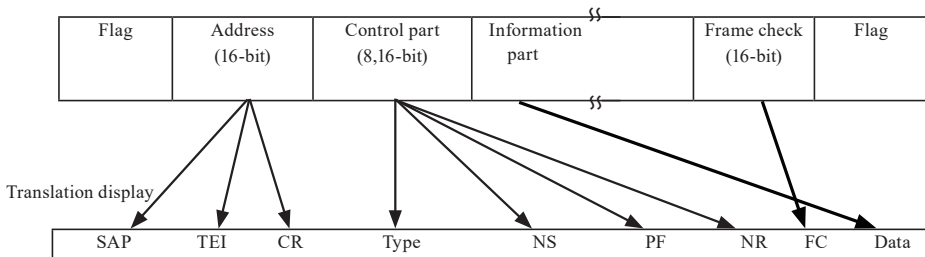 Flag
Address
(16-bit)
Control part
(8,16-bit)
Information
part
Frame check
(16-bit)
Flag
Translation display
SAP TEI CR Type NS PF NR FC Data